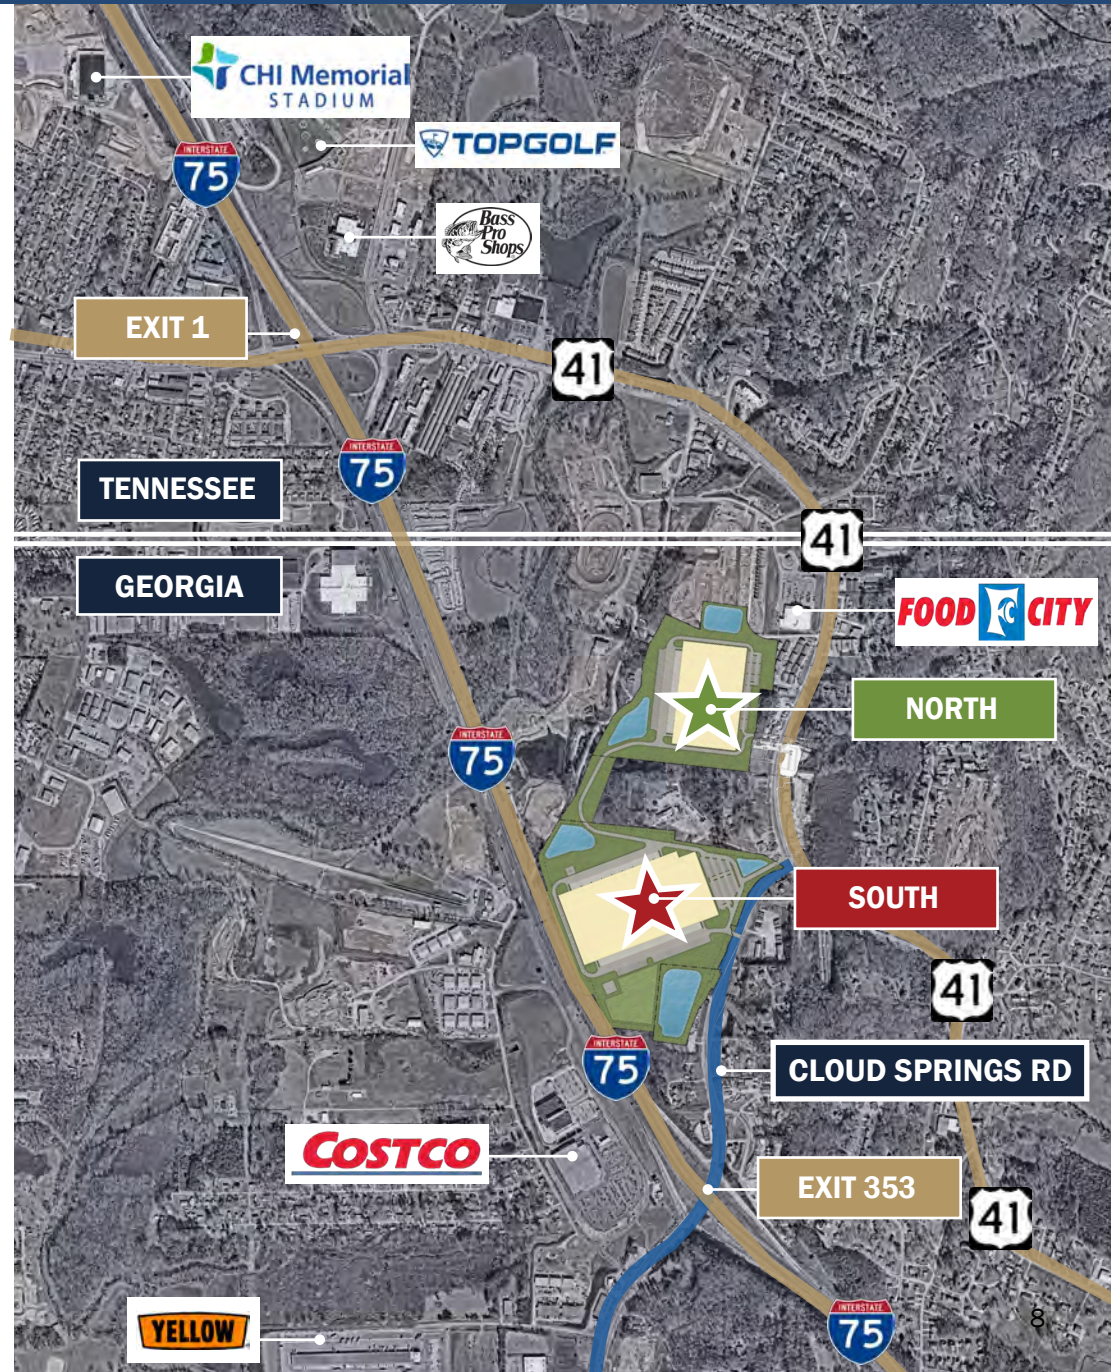 CHI Memorial
STADIUM
TOPGOLF
INTERSTATE
75
Bass
Pro
Shops
EXIT 1
41
INTERSTATE
75
TENNESSEE
41
GEORGIA
FOOD FC CITY
NORTH
INTERSTATE
75
SOUTH
41
INTERSTATE
75
CLOUD SPRINGS RD
COSTCO
EXIT 353
41
YELLOW
INTERSTATE
75
8